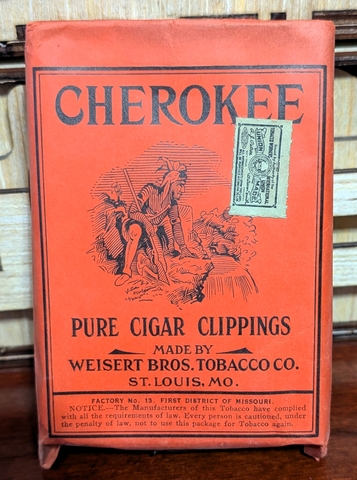 CHEROKEE
UNION
MADE
PURE CIGAR CLIPPINGS
MADE BY
WEISERT BROS. TOBACCO CO.
ST. LOUIS, MO.
FACTORY No. 13. FIRST DISTRICT OF MISSOURI.
NOTICE.—The Manufacturers of this Tobacco have complied
with all the requirements of law. Every person is cautioned, under
the penalty of law, not to use this package for Tobacco again.